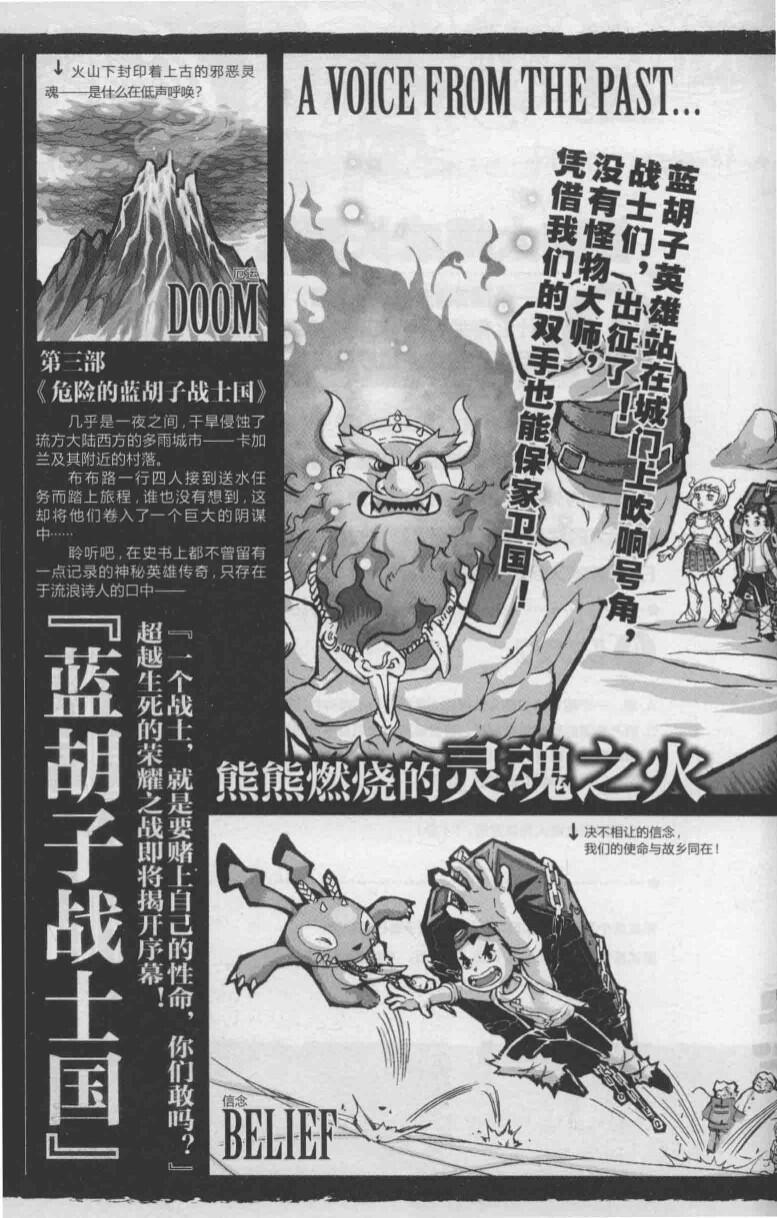 ↓ 火山下封印着上古的邪恶灵
魂——是什么在低声呼唤?
厄运
DOOM
第三部
《危险的蓝胡子战士国》
几乎是一夜之间,干旱侵蚀了
琉方大陆西方的多雨城市——卡加
兰及其附近的村落。
布布路一行四人接到送水任
务而踏上旅程,谁也没有想到,这
却将他们卷入了一个巨大的阴谋
中……
聆听吧,在史书上都不曾留有
一点记录的神秘英雄传奇,只存在
于流浪诗人的口中——
『一个战士,就是要赌上自己的性命,你们敢吗?』
超越生死的荣耀之战即将揭开序幕!
『蓝胡子战士国』
A VOICE FROM THE PAST...
蓝胡子英雄站在城门上吹响号角,
战士们,出征了!
没有怪物大师,
凭借我们的双手也能保家卫国!
熊熊燃烧的灵魂之火
↓ 决不相让的信念,
我们的使命与故乡同在!
信念
BELIEF